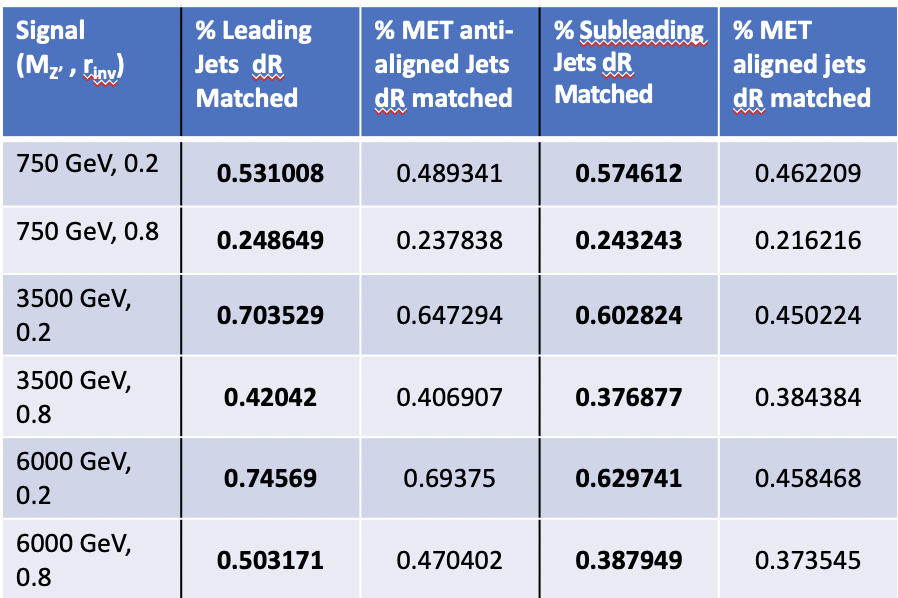 Signal
(MZ' , rinv)
% Leading
Jets dR
Matched
% MET anti-
aligned Jets
dR matched
% Subleading
Jets dR
Matched
% MET
aligned jets
dR matched
750 GeV, 0.2
0.531008
0.489341
0.574612
0.462209
750 GeV, 0.8
0.248649
0.237838
0.243243
0.216216
3500 GeV,
0.2
0.703529
0.647294
0.602824
0.450224
3500 GeV,
0.8
0.42042
0.406907
0.376877
0.384384
6000 GeV,
0.2
0.74569
0.69375
0.629741
0.458468
6000 GeV,
0.8
0.503171
0.470402
0.387949
0.373545